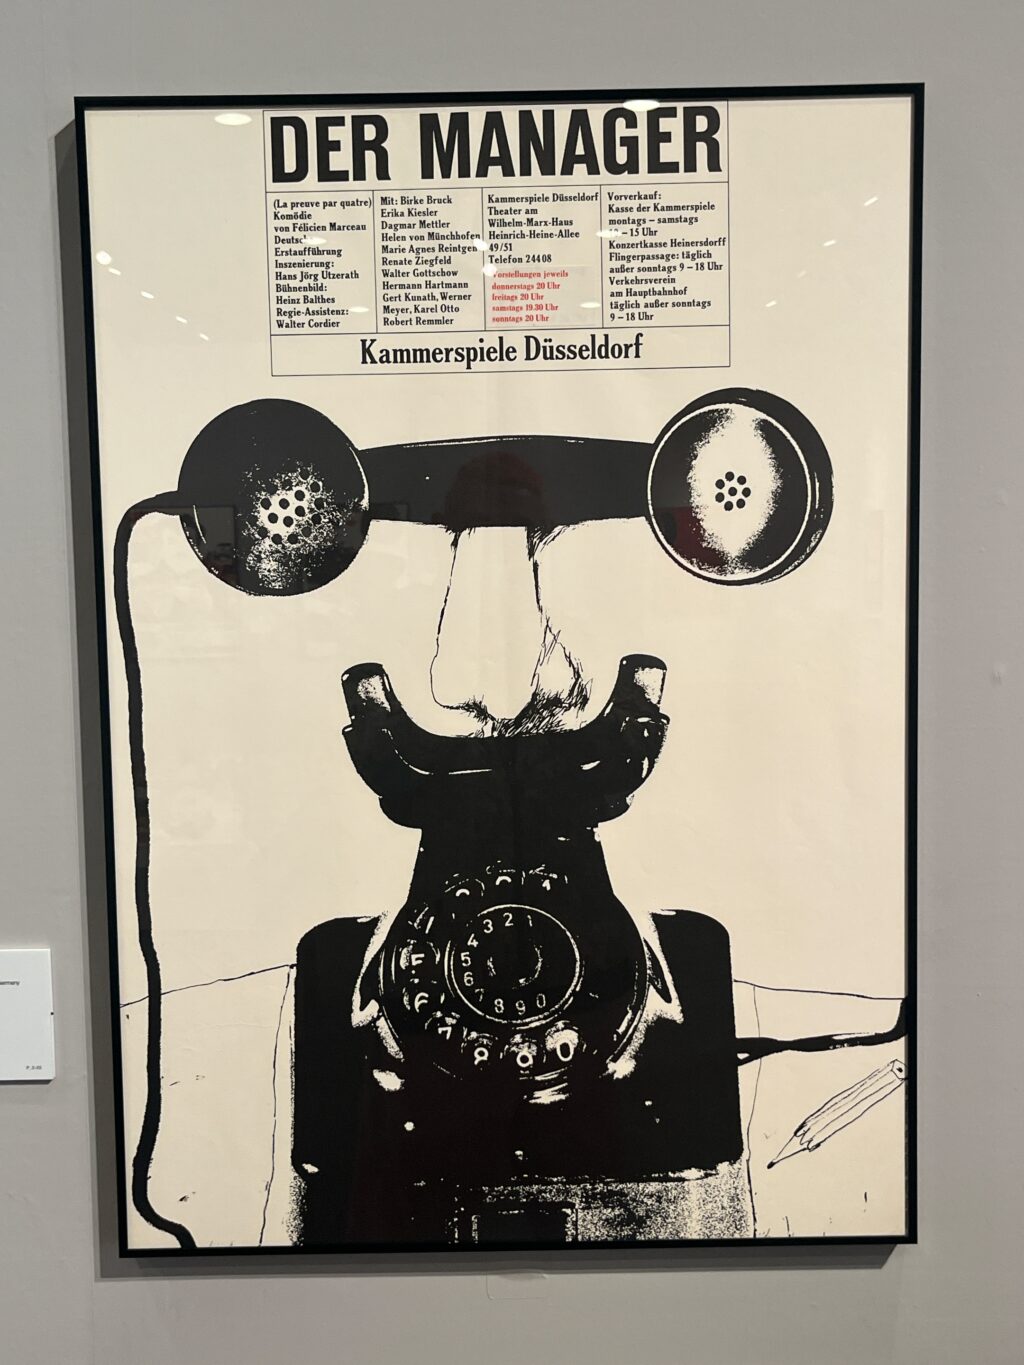 DER MANAGER
(La preuve par quatre)
Komödie
von Félicien Marceau
Erstaufführung
Inszenierung:
Hans Jörg Utzerath
Bühnenbild:
Heinz Balthes
Regie-Assistenz:
Walter Cordier
Mit: Birke Bruck
Erika Kiesler
Dagmar Mettler
Helen von Münchhofen
Marie Agnes Reintgen
Renate Ziegfeld
Walter Gottschow
Hermann Hartmann
Gert Kunath, Werner
Meyer, Karel Otto
Robert Remmler
Kammerspiele Düsseldorf
Theater am
Wilhelm-Marx-Haus
Heinrich-Heine-Allee
49/51
Telefon 24408
Vorstellungen jeweils
donnerstags 20 Uhr
freitags 20 Uhr
samstags 19.30 Uhr
sonntags 20 Uhr
Vorverkauf:
Kasse der Kammerspiele
montags – samstags
– 15 Uhr
Konzertkasse Heinersdorff
Flingerpassage: täglich
außer sonntags 9 – 18 Uhr
Verkehrsverein
am Hauptbahnhof
täglich außer sonntags
9 – 18 Uhr
Kammerspiele Düsseldorf
1 2 3 4 5 6 7 8 9 0